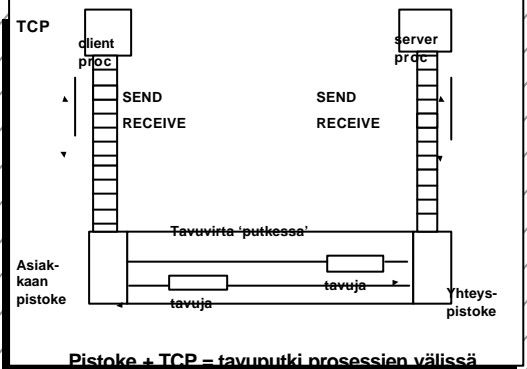 TCP
client
proc
server
proc
SEND
RECEIVE
SEND
RECEIVE
Tavuvirta 'putkessa'
Asiak-
kaan
pistoke
tavuja
tavuja
Yhteys-
pistoke
Pistoke + TCP = tavuputki prosessien välissä